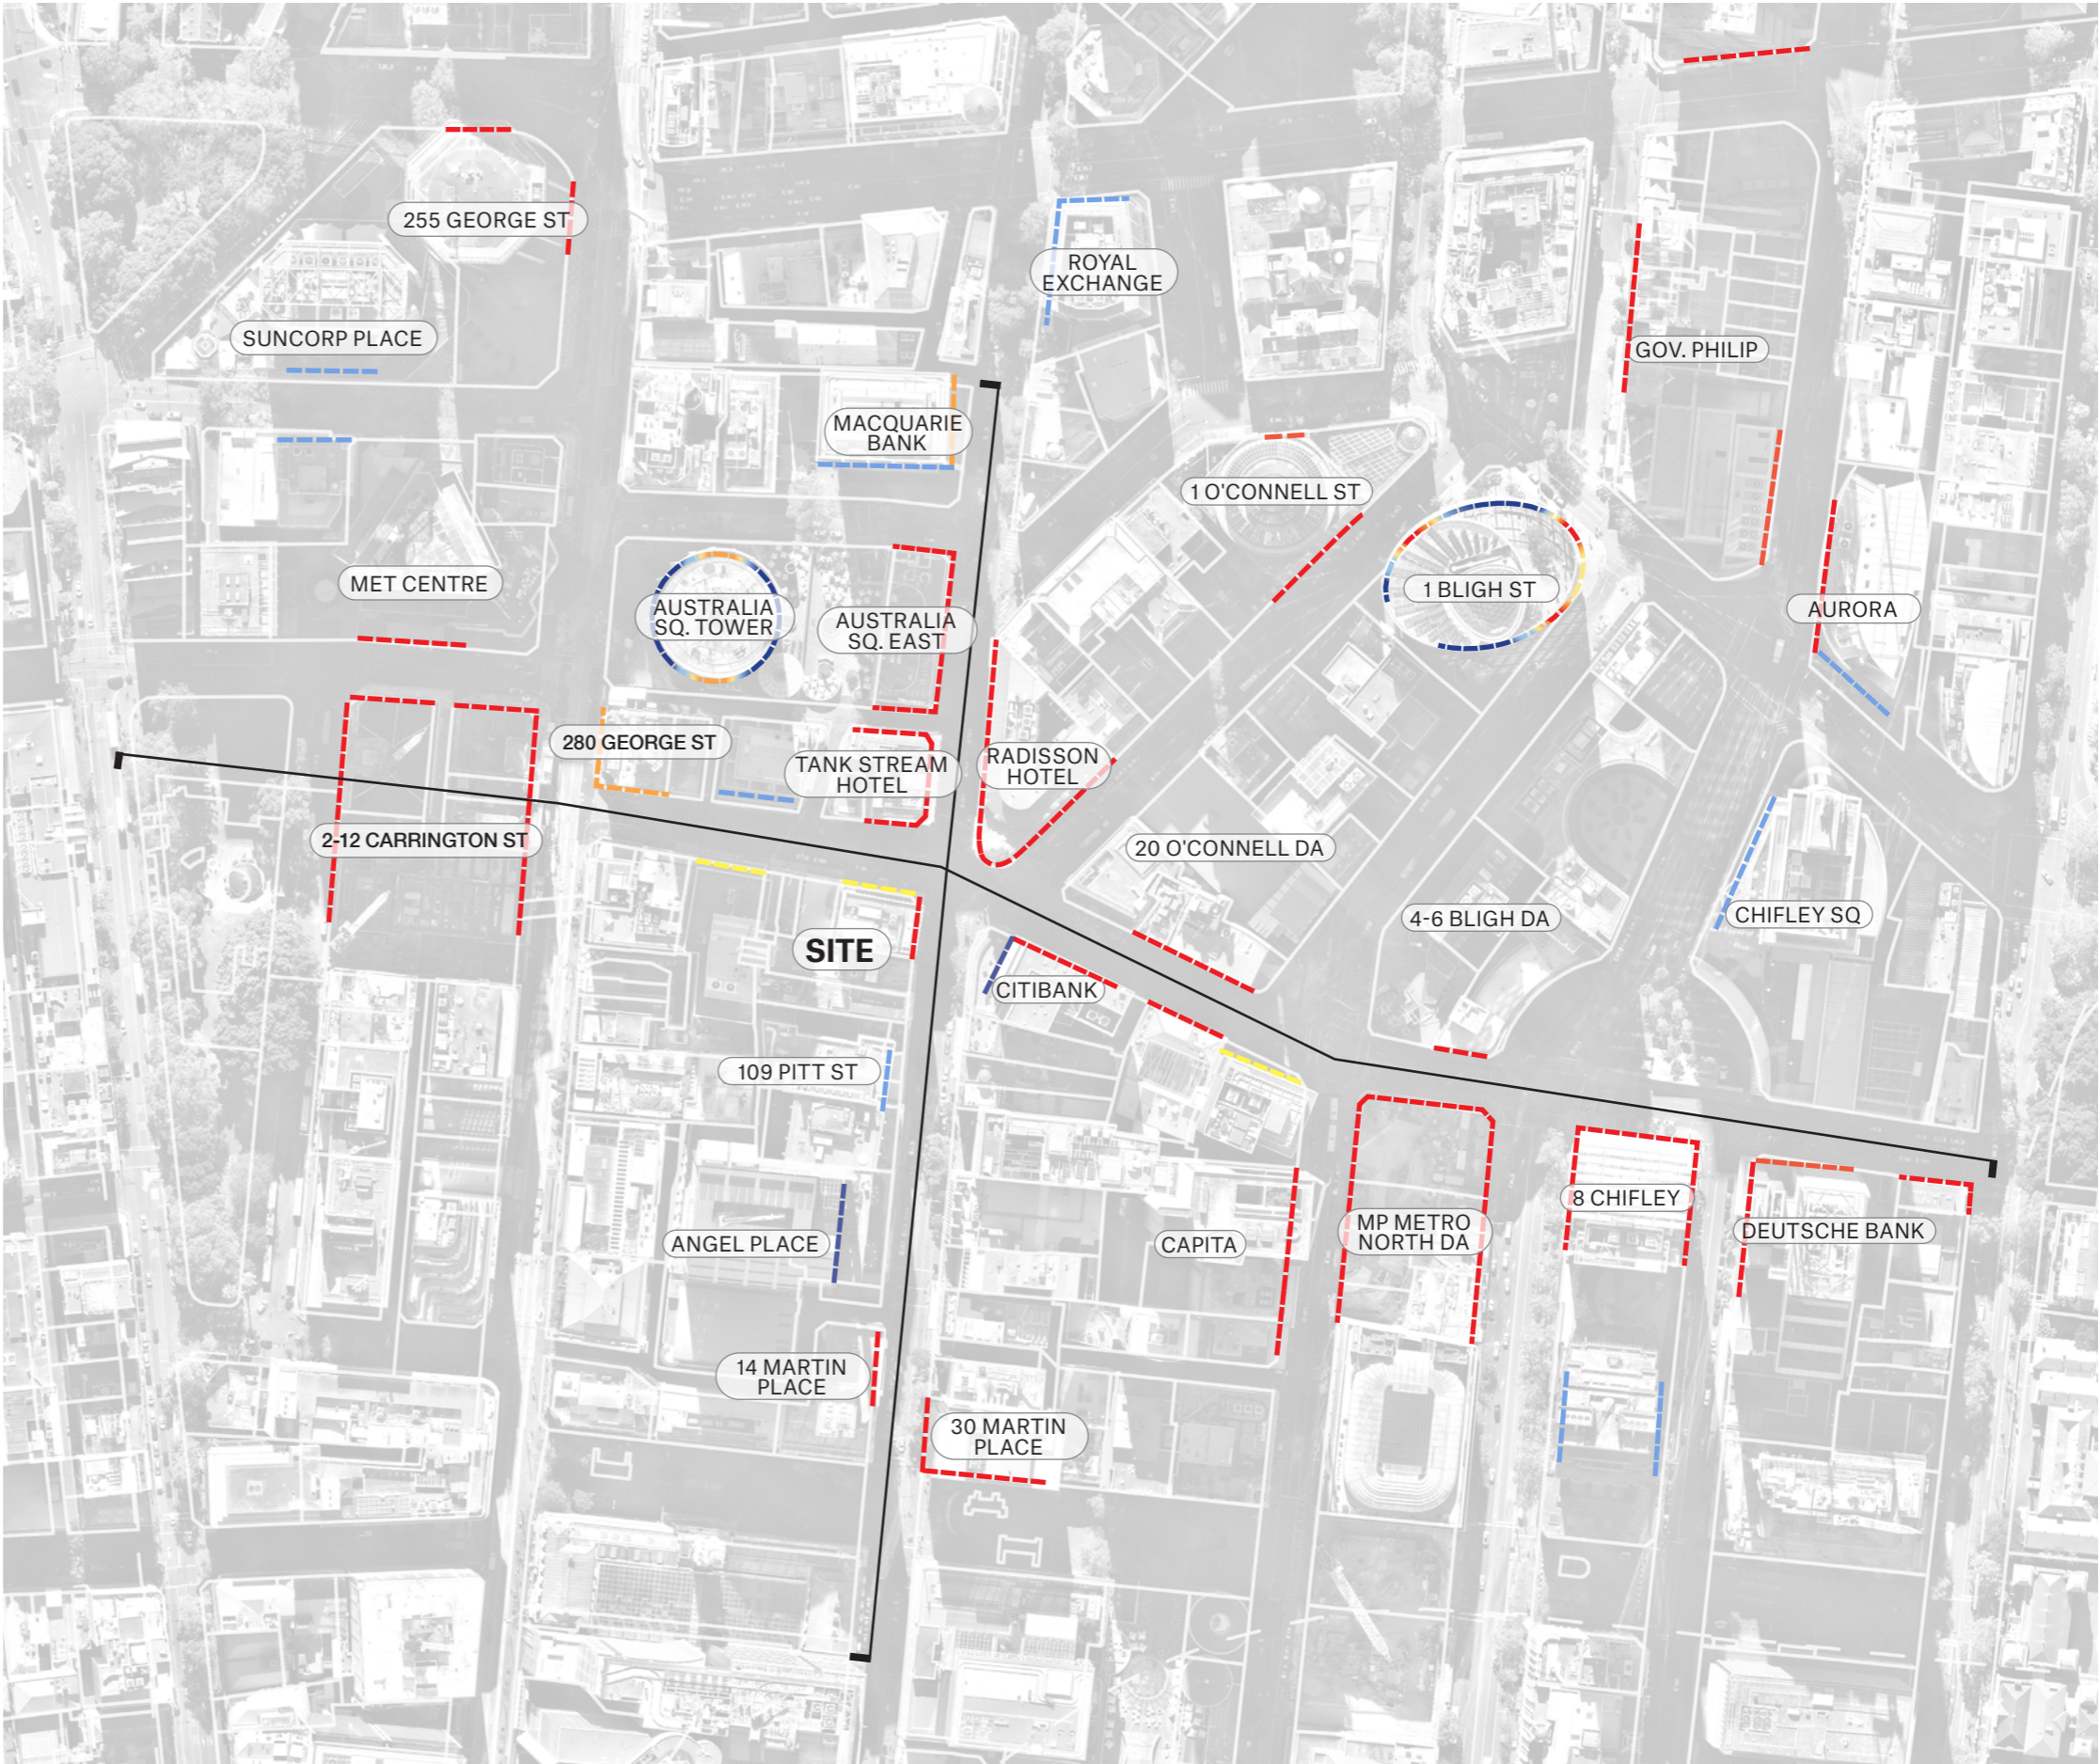 255 GEORGE ST
ROYAL
EXCHANGE
SUNCORP PLACE
GOV. PHILIP
MACQUARIE
BANK
1 O'CONNELL ST
MET CENTRE
AUSTRALIA
SQ. TOWER
AUSTRALIA
SQ. EAST
1 BLIGH ST
AURORA
280 GEORGE ST
TANK STREAM
HOTEL
RADISSON
HOTEL
2-12 CARRINGTON ST
20 O'CONNELL DA
4-6 BLIGH DA
CHIFLEY SQ
SITE
CITIBANK
109 PITT ST
8 CHIFLEY
ANGEL PLACE
CAPITA
MP METRO
NORTH DA
DEUTSCHE BANK
14 MARTIN
PLACE
30 MARTIN
PLACE